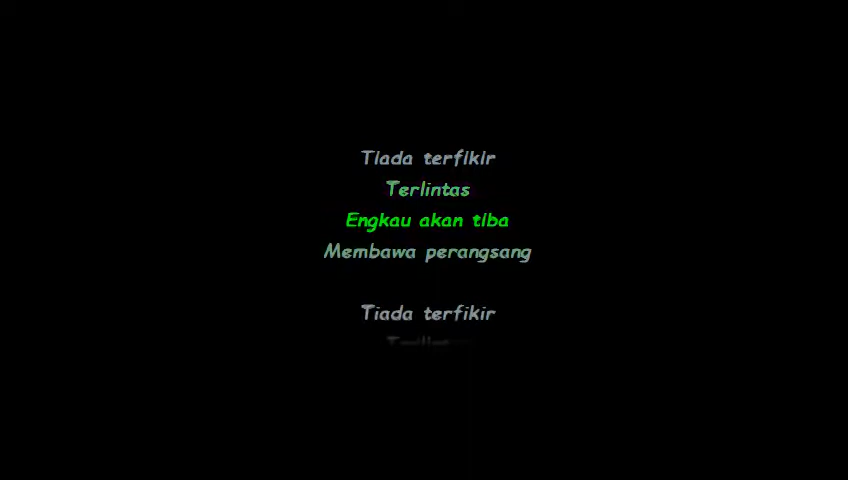 Tiada terfikir
Terlintas
Engkau akan tiba
Membawa perangsang
Tiada terfikir